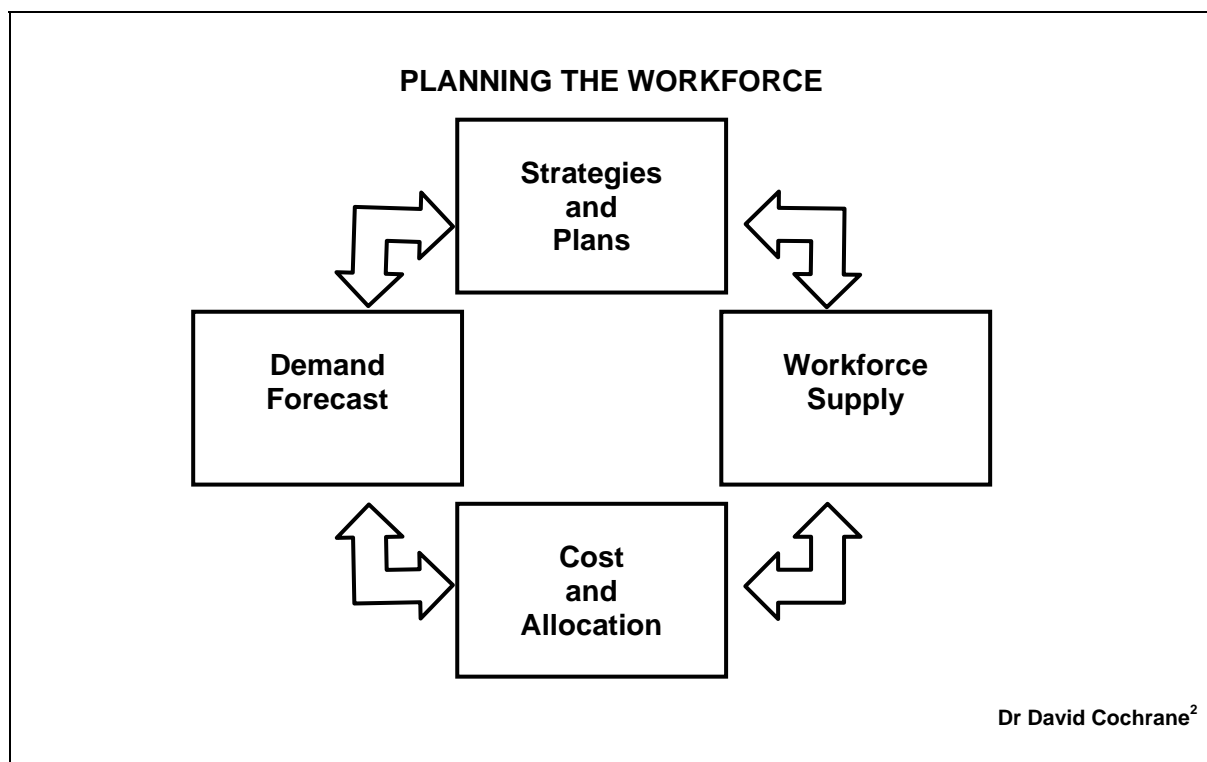 PLANNING THE WORKFORCE
Strategies
and
Plans
Demand
Forecast
Workforce
Supply
Cost
and
Allocation
Dr David Cochrane²